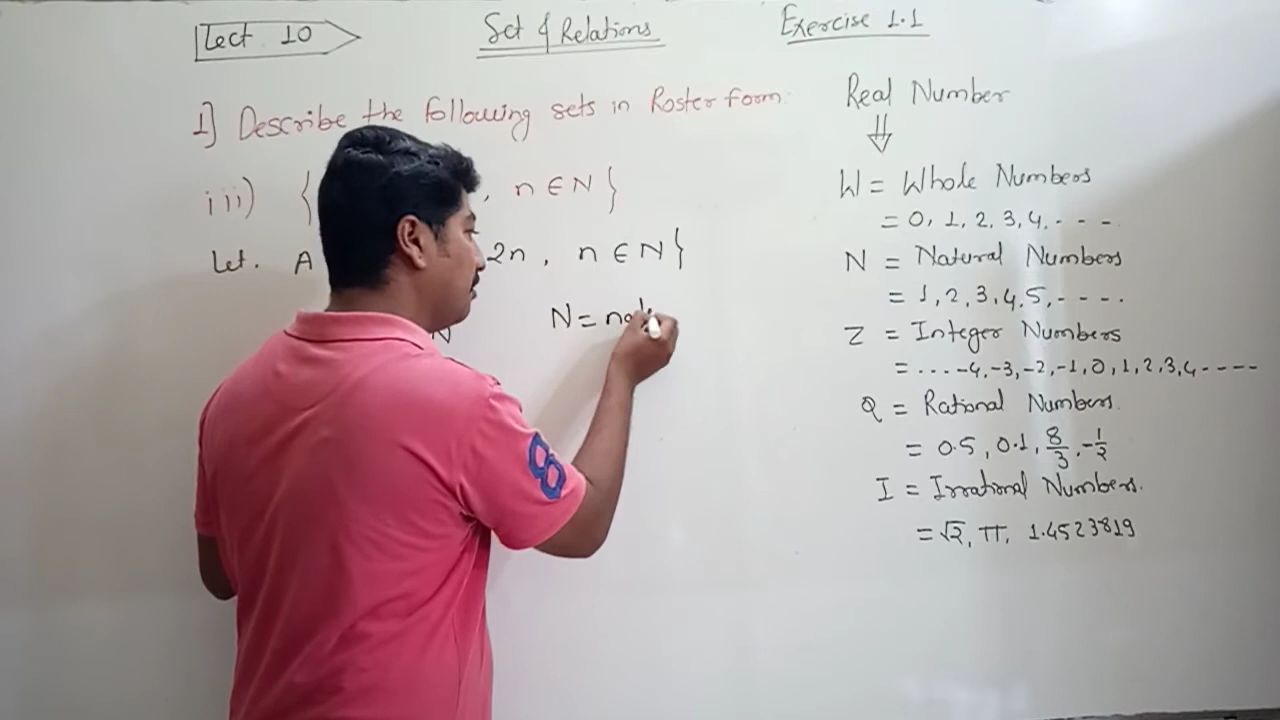 Lect 10
Set & Relations
Exercise 1.1
1] Describe the following sets in Roster form:
iii) { , n ∈ N }
Let. A 2n , n ∈ N }
N N =
Real Number
⇓
W = Whole Numbers
= 0, 1, 2, 3, 4, - - -
N = Natural Numbers
= 1, 2, 3, 4, 5, - - - -
Z = Integer Numbers
= .... -4, -3, -2, -1, 0, 1, 2, 3, 4 - - - -
Q = Rational Numbers.
= 0.5, 0.1, 8/3, -1/2
I = Irrational Numbers.
= √2, π, 1.4523819
8